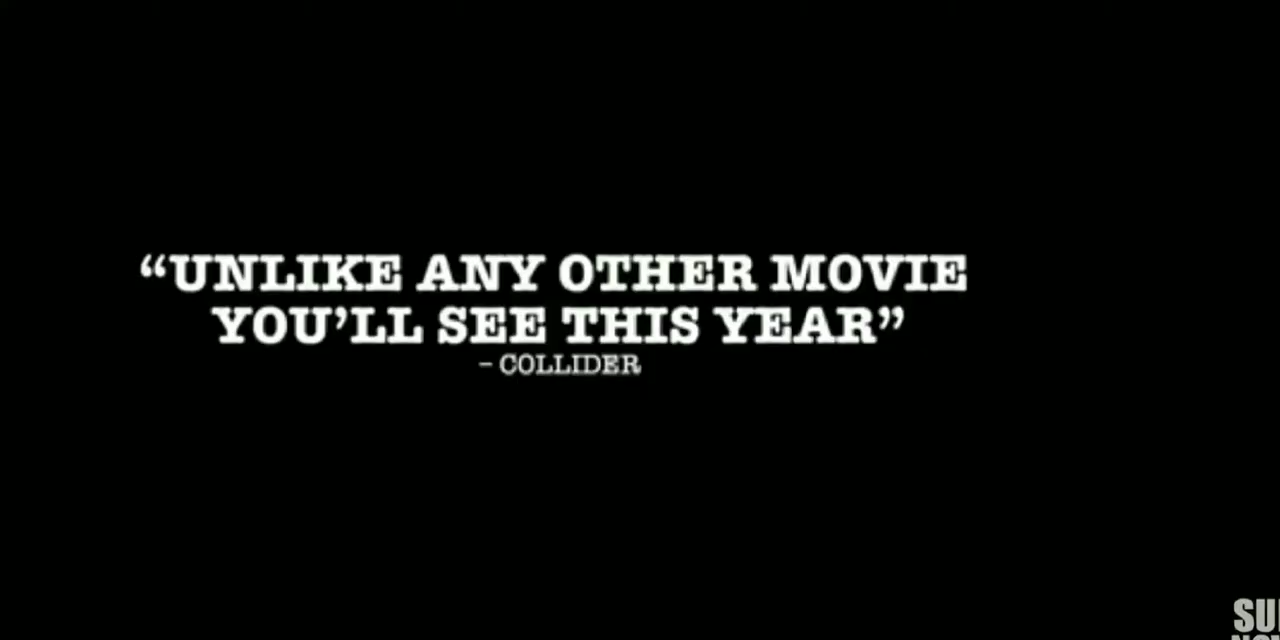 “UNLIKE ANY OTHER MOVIE
YOU’LL SEE THIS YEAR”
– COLLIDER